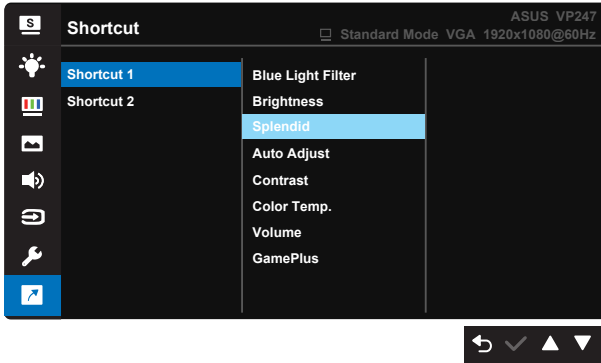 S
Shortcut
ASUS VP247
Standard Mode VGA 1920x1080@60Hz
Shortcut 1
Shortcut 2
Blue Light Filter
Brightness
Splendid
Auto Adjust
Contrast
Color Temp.
Volume
GamePlus